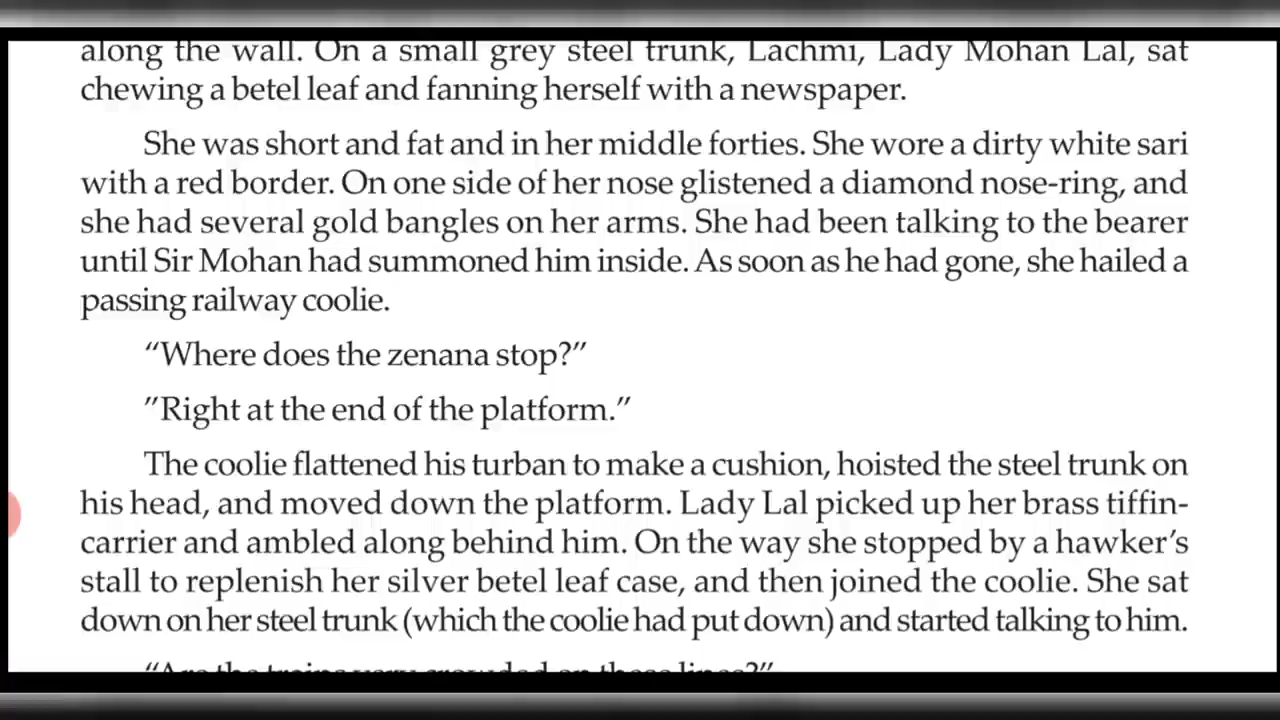 along the wall. On a small grey steel trunk, Lachmi, Lady Mohan Lal, sat
chewing a betel leaf and fanning herself with a newspaper.
She was short and fat and in her middle forties. She wore a dirty white sari
with a red border. On one side of her nose glistened a diamond nose-ring, and
she had several gold bangles on her arms. She had been talking to the bearer
until Sir Mohan had summoned him inside. As soon as he had gone, she hailed a
passing railway coolie.
“Where does the zenana stop?”
”Right at the end of the platform.”
The coolie flattened his turban to make a cushion, hoisted the steel trunk on
his head, and moved down the platform. Lady Lal picked up her brass tiffin-
carrier and ambled along behind him. On the way she stopped by a hawker’s
stall to replenish her silver betel leaf case, and then joined the coolie. She sat
down on her steel trunk (which the coolie had put down) and started talking to him.
“Are the trains very crowded on these lines?”